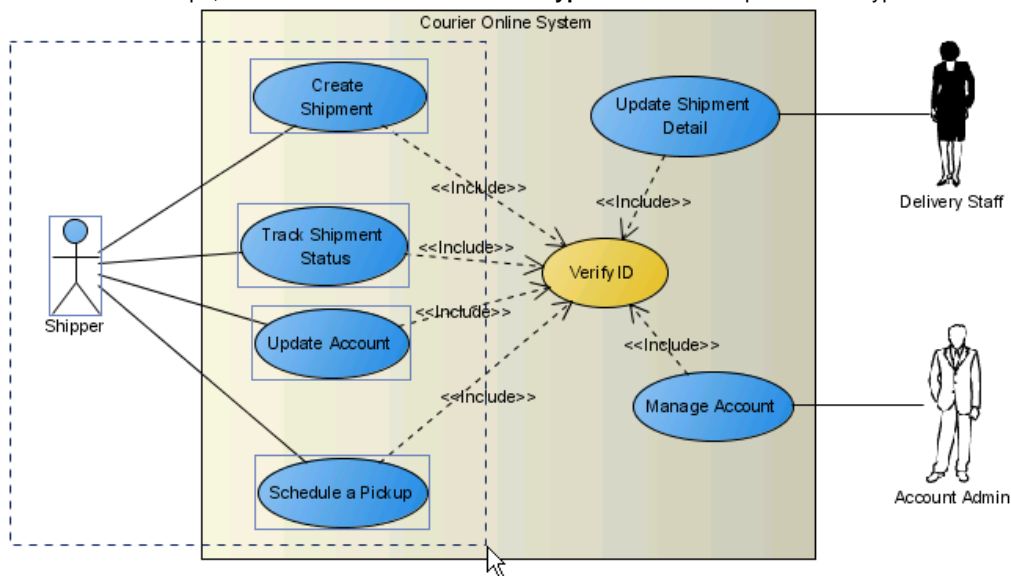 Courier Online System
Create
Shipment
Update Shipment
Detail
<<Include>>
<<Include>>
Delivery Staff
Track Shipment
Status
<<Include>>
Verify ID
Shipper
<<Include>>
Update Account
<<Include>>
<<Include>>
Manage Account
Schedule a Pickup
Account Admin